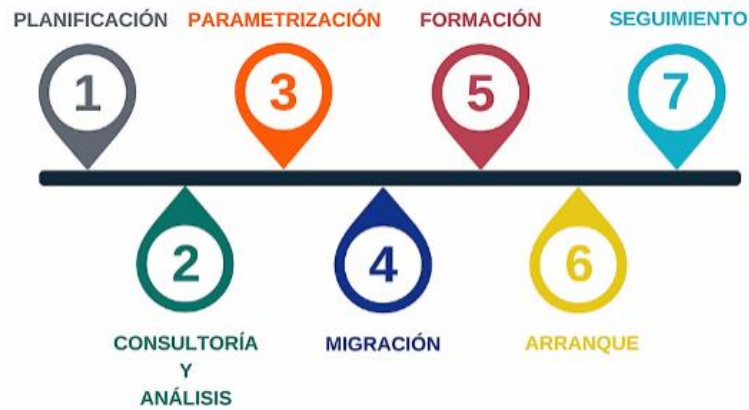 PLANIFICACIÓN PARAMETRIZACIÓN FORMACIÓN SEGUIMIENTO
1 3 5 7
2 4 6
CONSULTORÍA
Y
ANÁLISIS
MIGRACIÓN
ARRANQUE